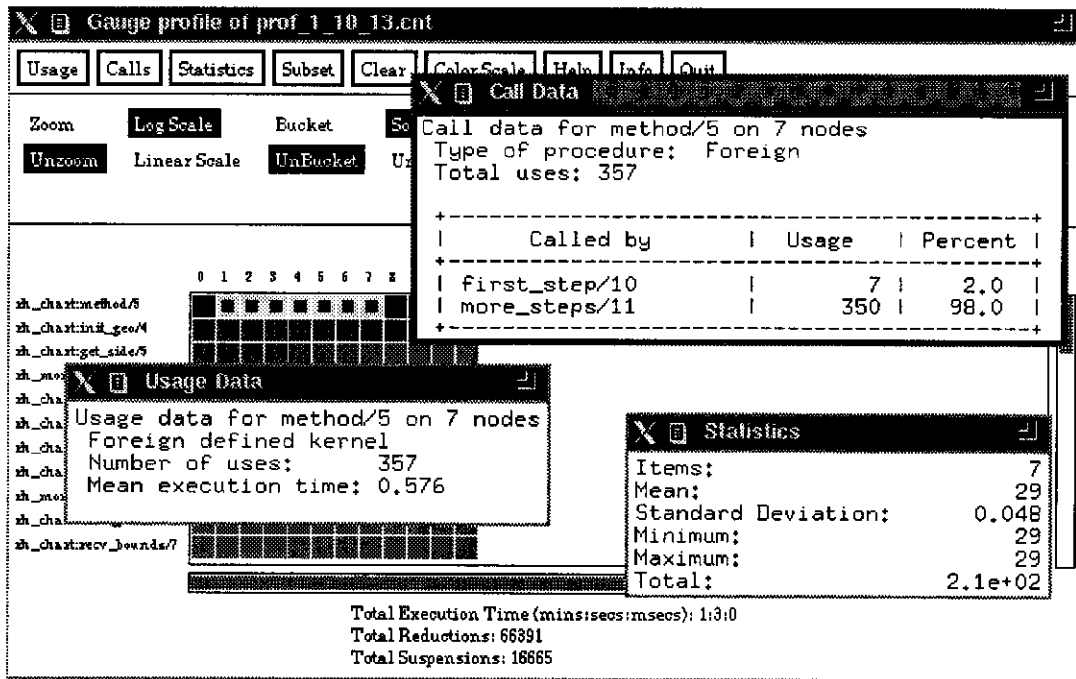 Gauge profile of prof_1_10_13.cnt
Usage Calls Statistics Subset Clear Color Scale Help Info Quit
Zoom Log Scale Bucket
Unzoom Linear Scale UnBucket
Call Data
Call data for method/5 on 7 nodes
Type of procedure: Foreign
Total uses: 357
Called by | Usage | Percent
first_step/10 | 7 | 2.0
more_steps/11 | 350 | 98.0
0 1 2 3 4 5 6 7 8
zh_chart:method/5
zh_chart:init_geo/4
zh_chart:get_side/5
zh_chart:recv_bounds/7
Usage Data
Usage data for method/5 on 7 nodes
Foreign defined kernel
Number of uses: 357
Mean execution time: 0.576
Statistics
Items: 7
Mean: 29
Standard Deviation: 0.048
Minimum: 29
Maximum: 29
Total: 2.1e+02
Total Execution Time (mins:secs:msecs): 1:3:0
Total Reductions: 66391
Total Suspensions: 16665